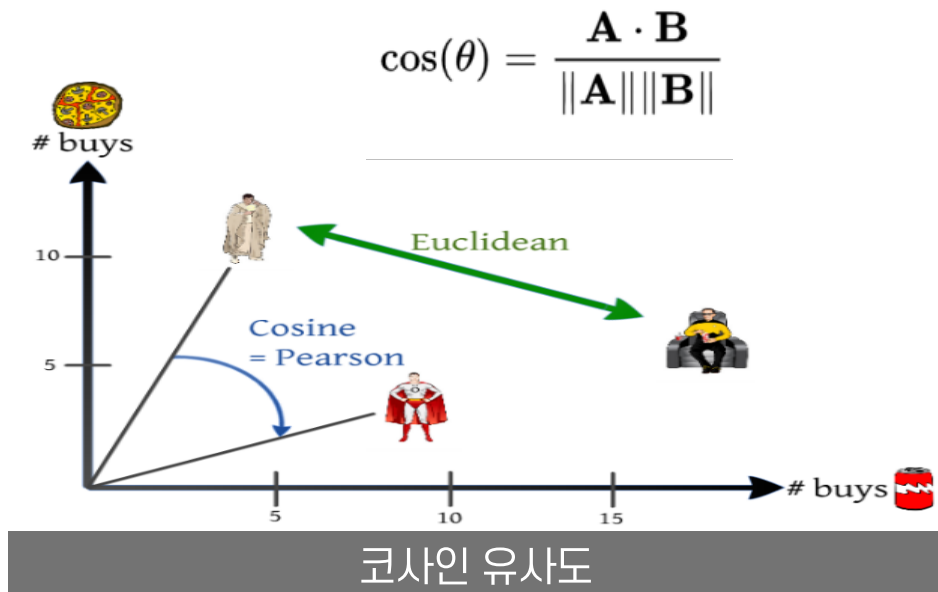 cos(θ) = A · B / ‖A‖‖B‖
# buys
10
Euclidean
Cosine
= Pearson
5
# buys
5
10
15
코사인 유사도